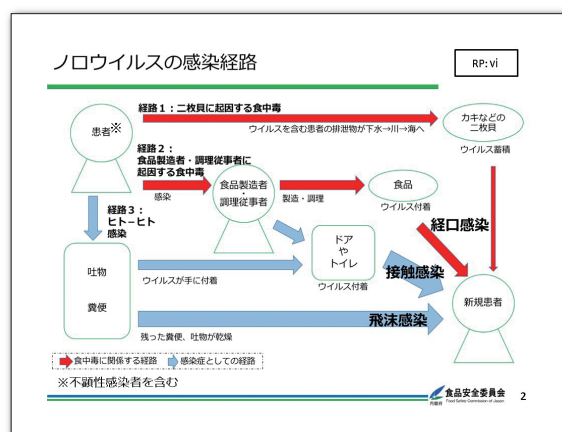 ノロウイルスの感染経路
RP:vi
経路1：二枚貝に起因する食中毒
患者※
ウイルスを含む患者の排泄物が下水→川→海へ
カキなどの
二枚貝
ウイルス蓄積
経路2：
食品製造者・調理従事者に
起因する食中毒
感染
食品製造者
・
調理従事者
製造・調理
食品
ウイルス付着
経路3：
ヒト－ヒト
感染
経口感染
吐物
糞便
ウイルスが手に付着
ドア
や
トイレ
ウイルス付着
接触感染
新規患者
飛沫感染
残った糞便、吐物が乾燥
食中毒に関係する経路
感染症としての経路
※不顕性感染者を含む
内閣府
食品安全委員会
Food Safety Commission of Japan
2